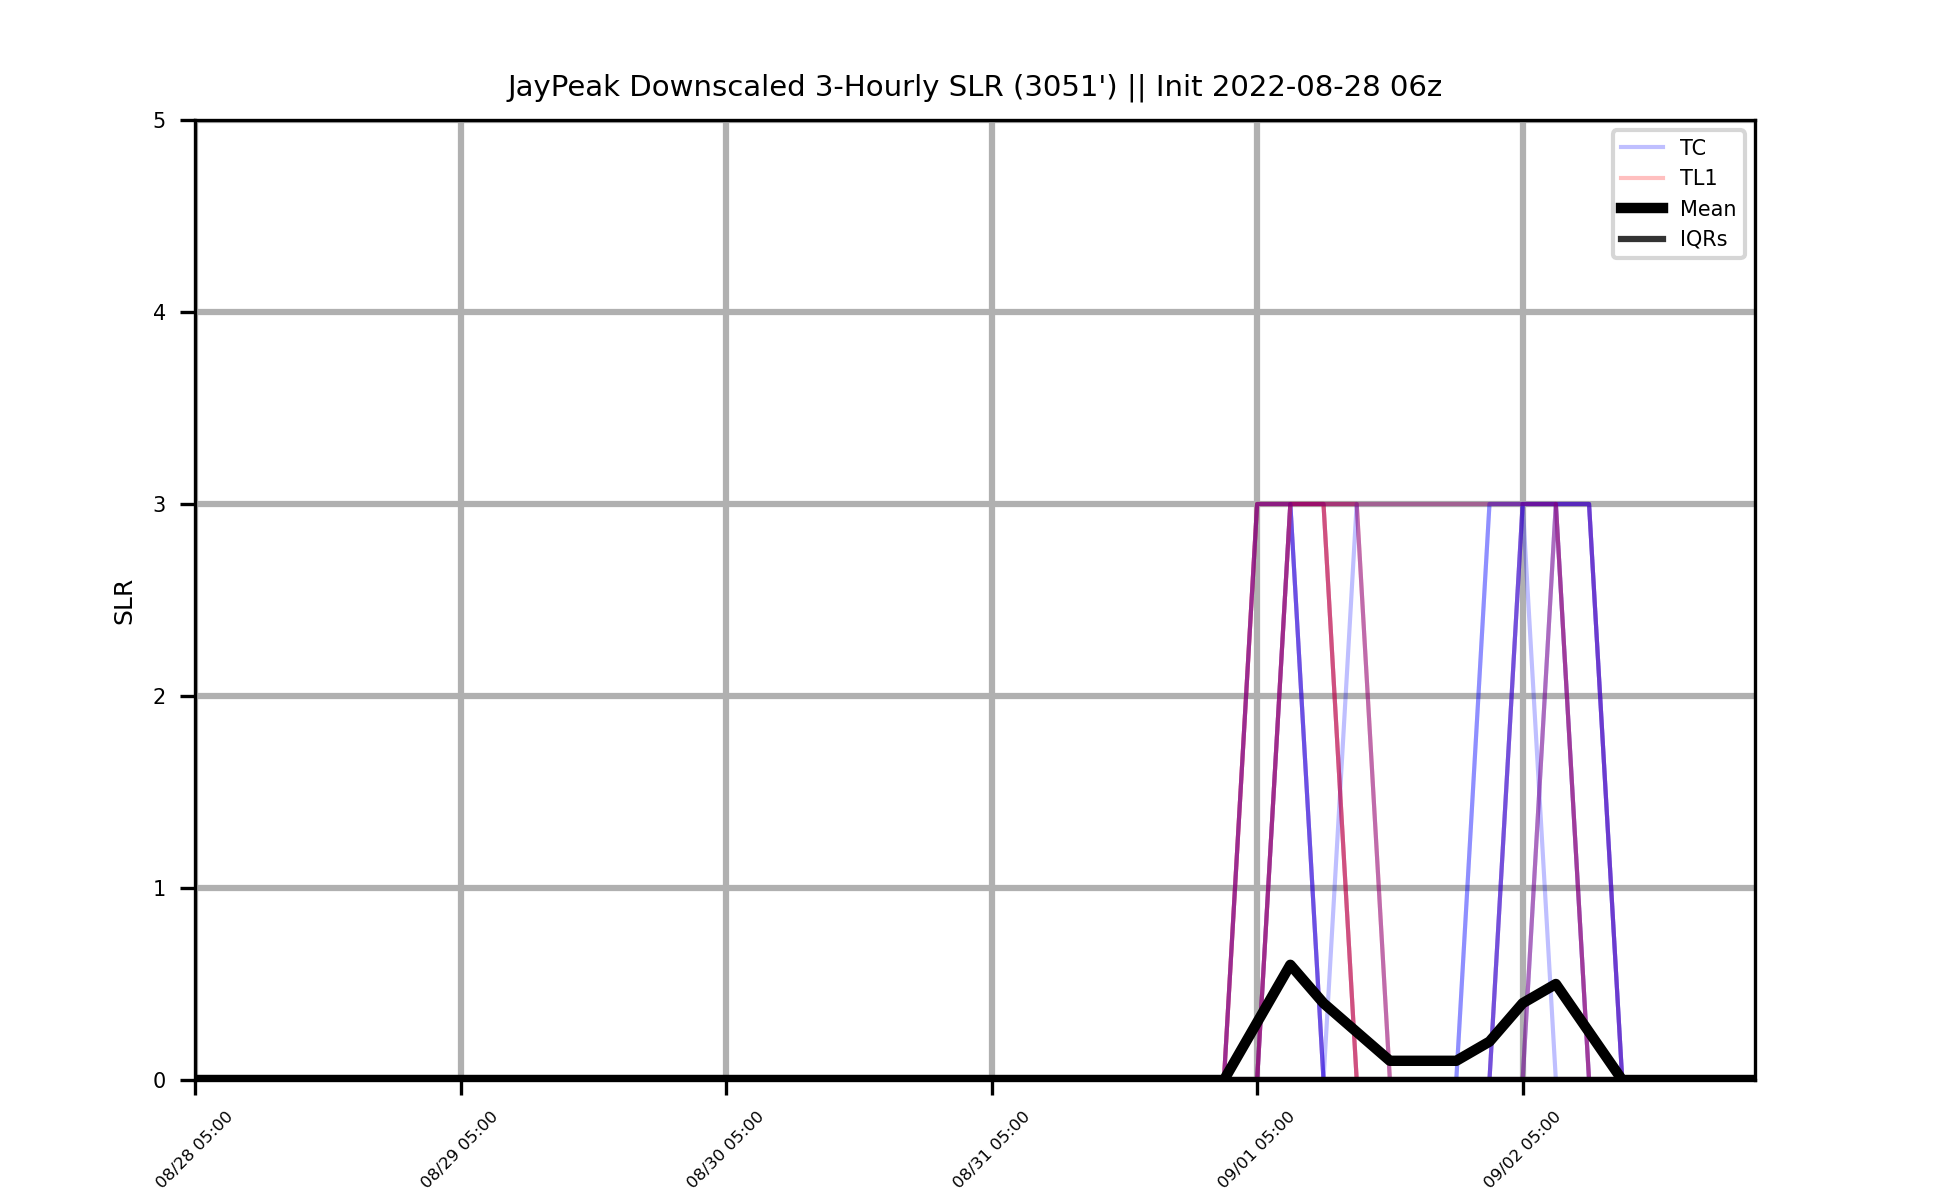 JayPeak Downscaled 3-Hourly SLR (3051') || Init 2022-08-28 06z
5
4
3
2
1
0
SLR
TC
TL1
Mean
IQRs
08/28 05:00
08/29 05:00
08/30 05:00
08/31 05:00
09/01 05:00
09/02 05:00